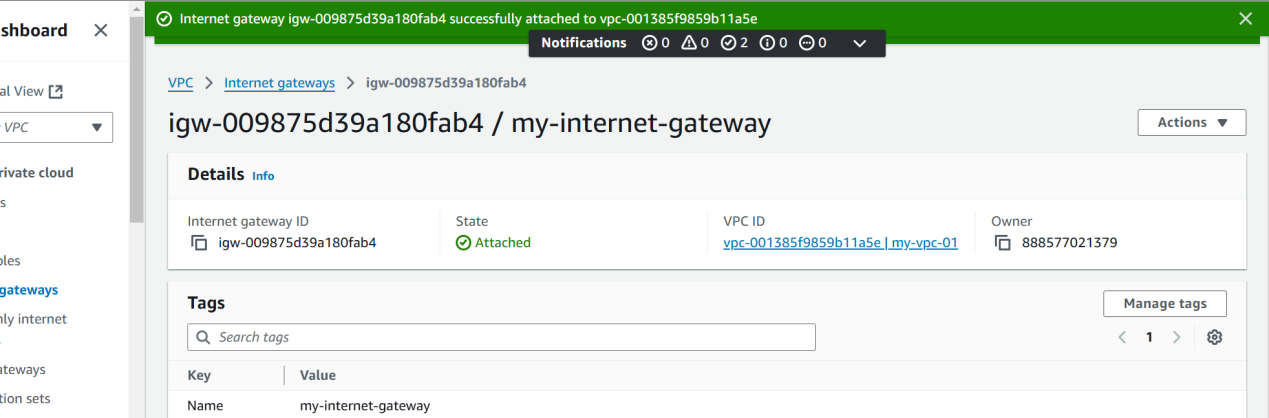 Internet gateway igw-009875d39a180fab4 successfully attached to vpc-001385f9859b11a5e
Notifications 0 0 2 0 0
shboard
al View
VPC
rivate cloud
s
bles
gateways
nly internet
ateways
tion sets
VPC > Internet gateways > igw-009875d39a180fab4
igw-009875d39a180fab4 / my-internet-gateway
Actions
Details Info
Internet gateway ID
igw-009875d39a180fab4
State
Attached
VPC ID
vpc-001385f9859b11a5e | my-vpc-01
Owner
888577021379
Tags
Manage tags
Search tags
1
Key Value
Name my-internet-gateway